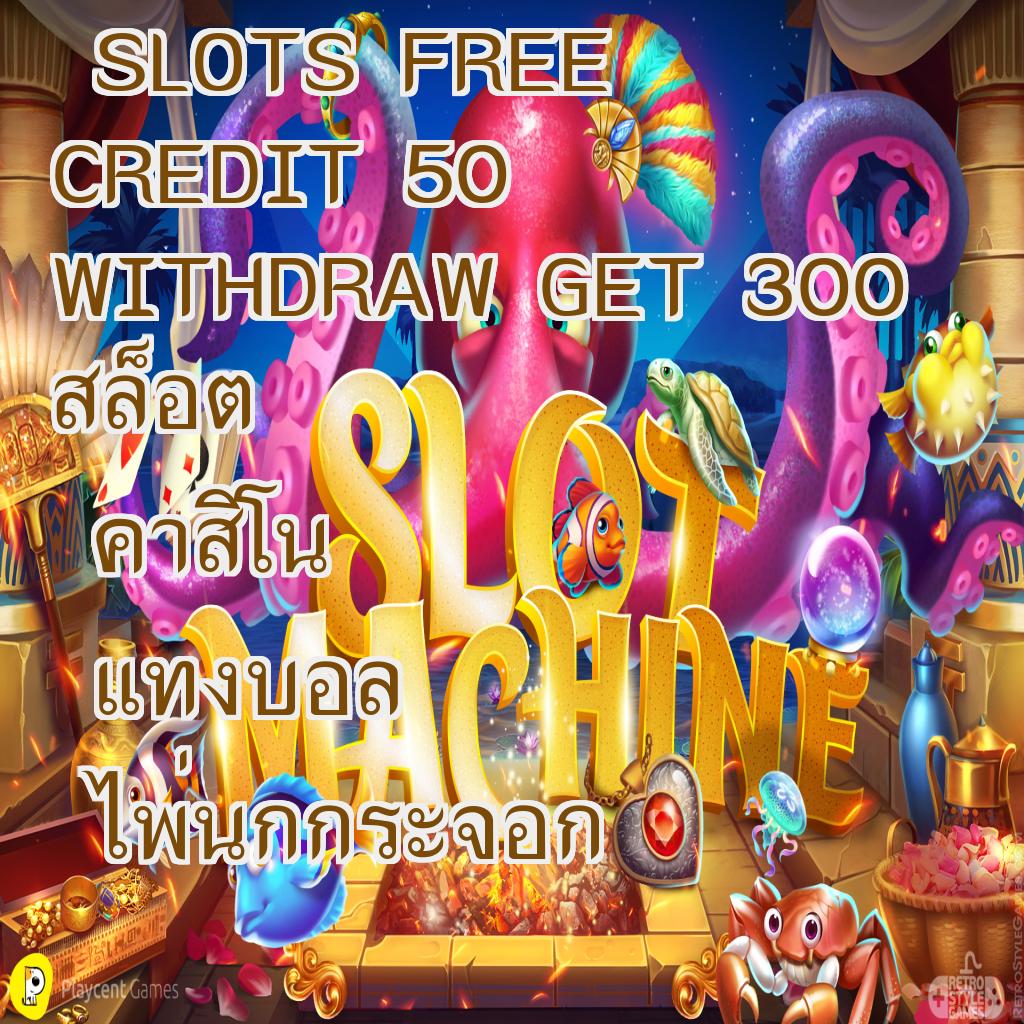 SLOTS FREE
CREDIT 50
WITHDRAW GET 300
สล็อต
คาสิโน
แทงบอล
ไพ่นกกระจอก
SLOT
MACHINE
Playcent Games
RETRO
STYLE
GAMES
RETROSTYLEGAMES